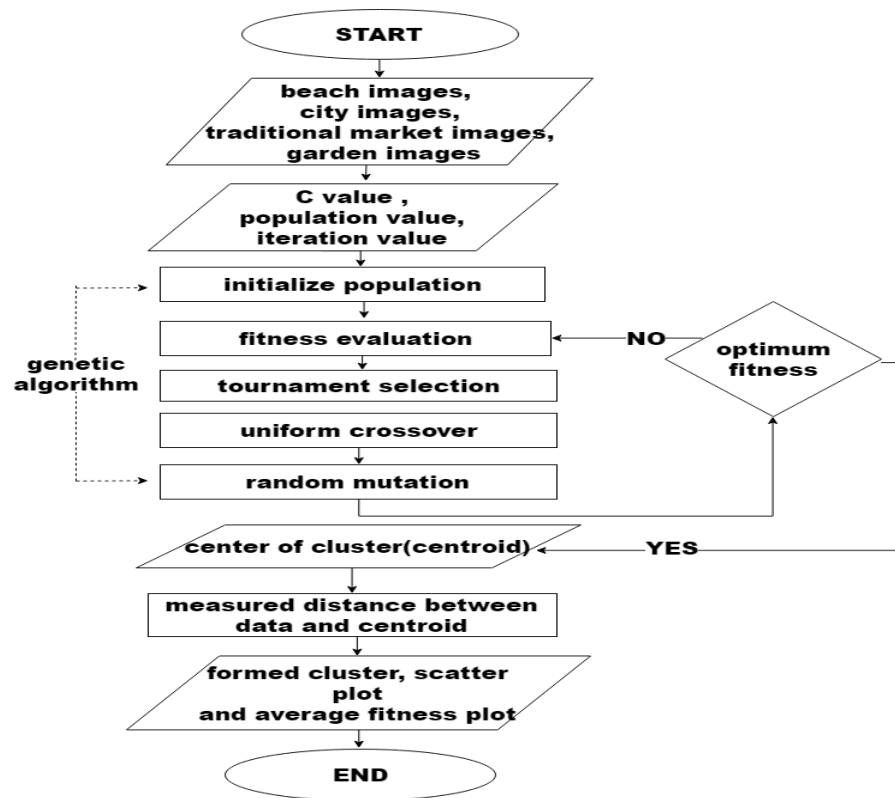 START
beach images,
city images,
traditional market images,
garden images
C value ,
population value,
iteration value
initialize population
fitness evaluation
NO
optimum
fitness
genetic
algorithm
tournament selection
uniform crossover
random mutation
center of cluster(centroid)
YES
measured distance between
data and centroid
formed cluster, scatter
plot
and average fitness plot
END